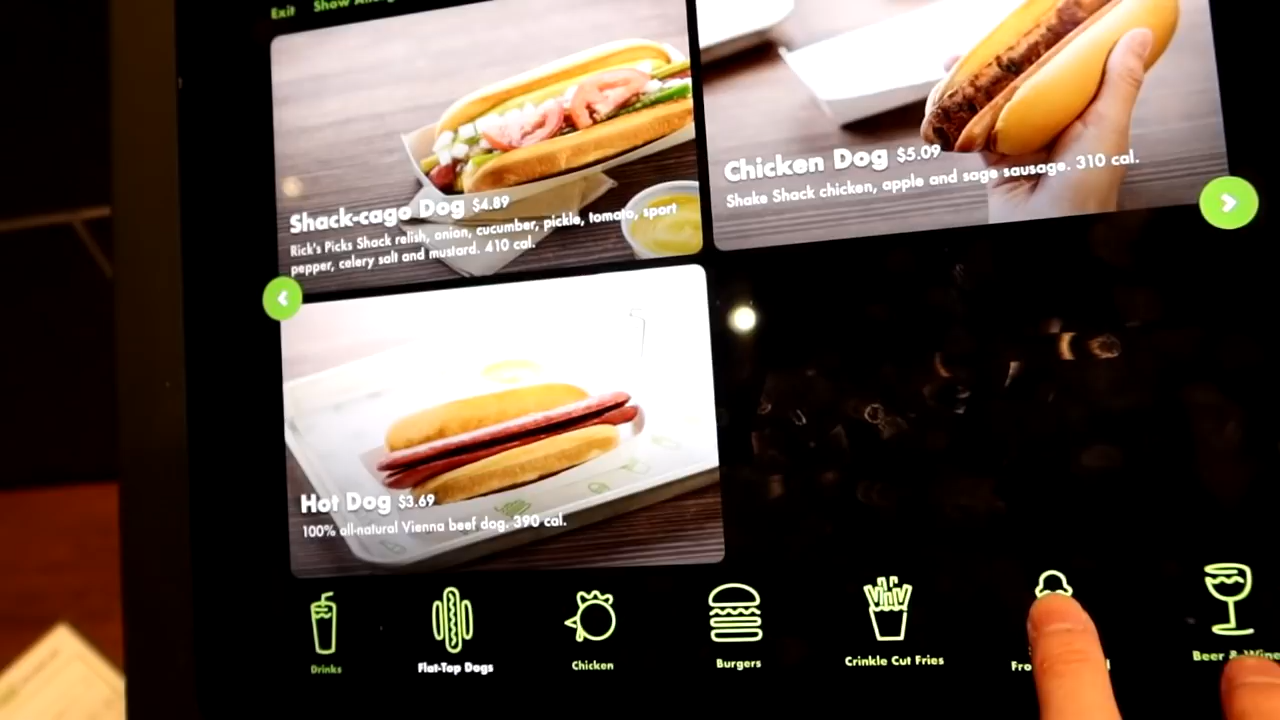 Exit Show
Shack-cago Dog $4.89
Rick's Picks Shack relish, onion, cucumber, pickle, tomato, sport
pepper, celery salt and mustard. 410 cal.
Chicken Dog $5.09
Shake Shack chicken, apple and sage sausage. 310 cal.
Hot Dog $3.69
100% all-natural Vienna beef dog. 390 cal.
Drinks
Flat-Top Dogs
Chicken
Burgers
Crinkle Cut Fries
Beer & Wine